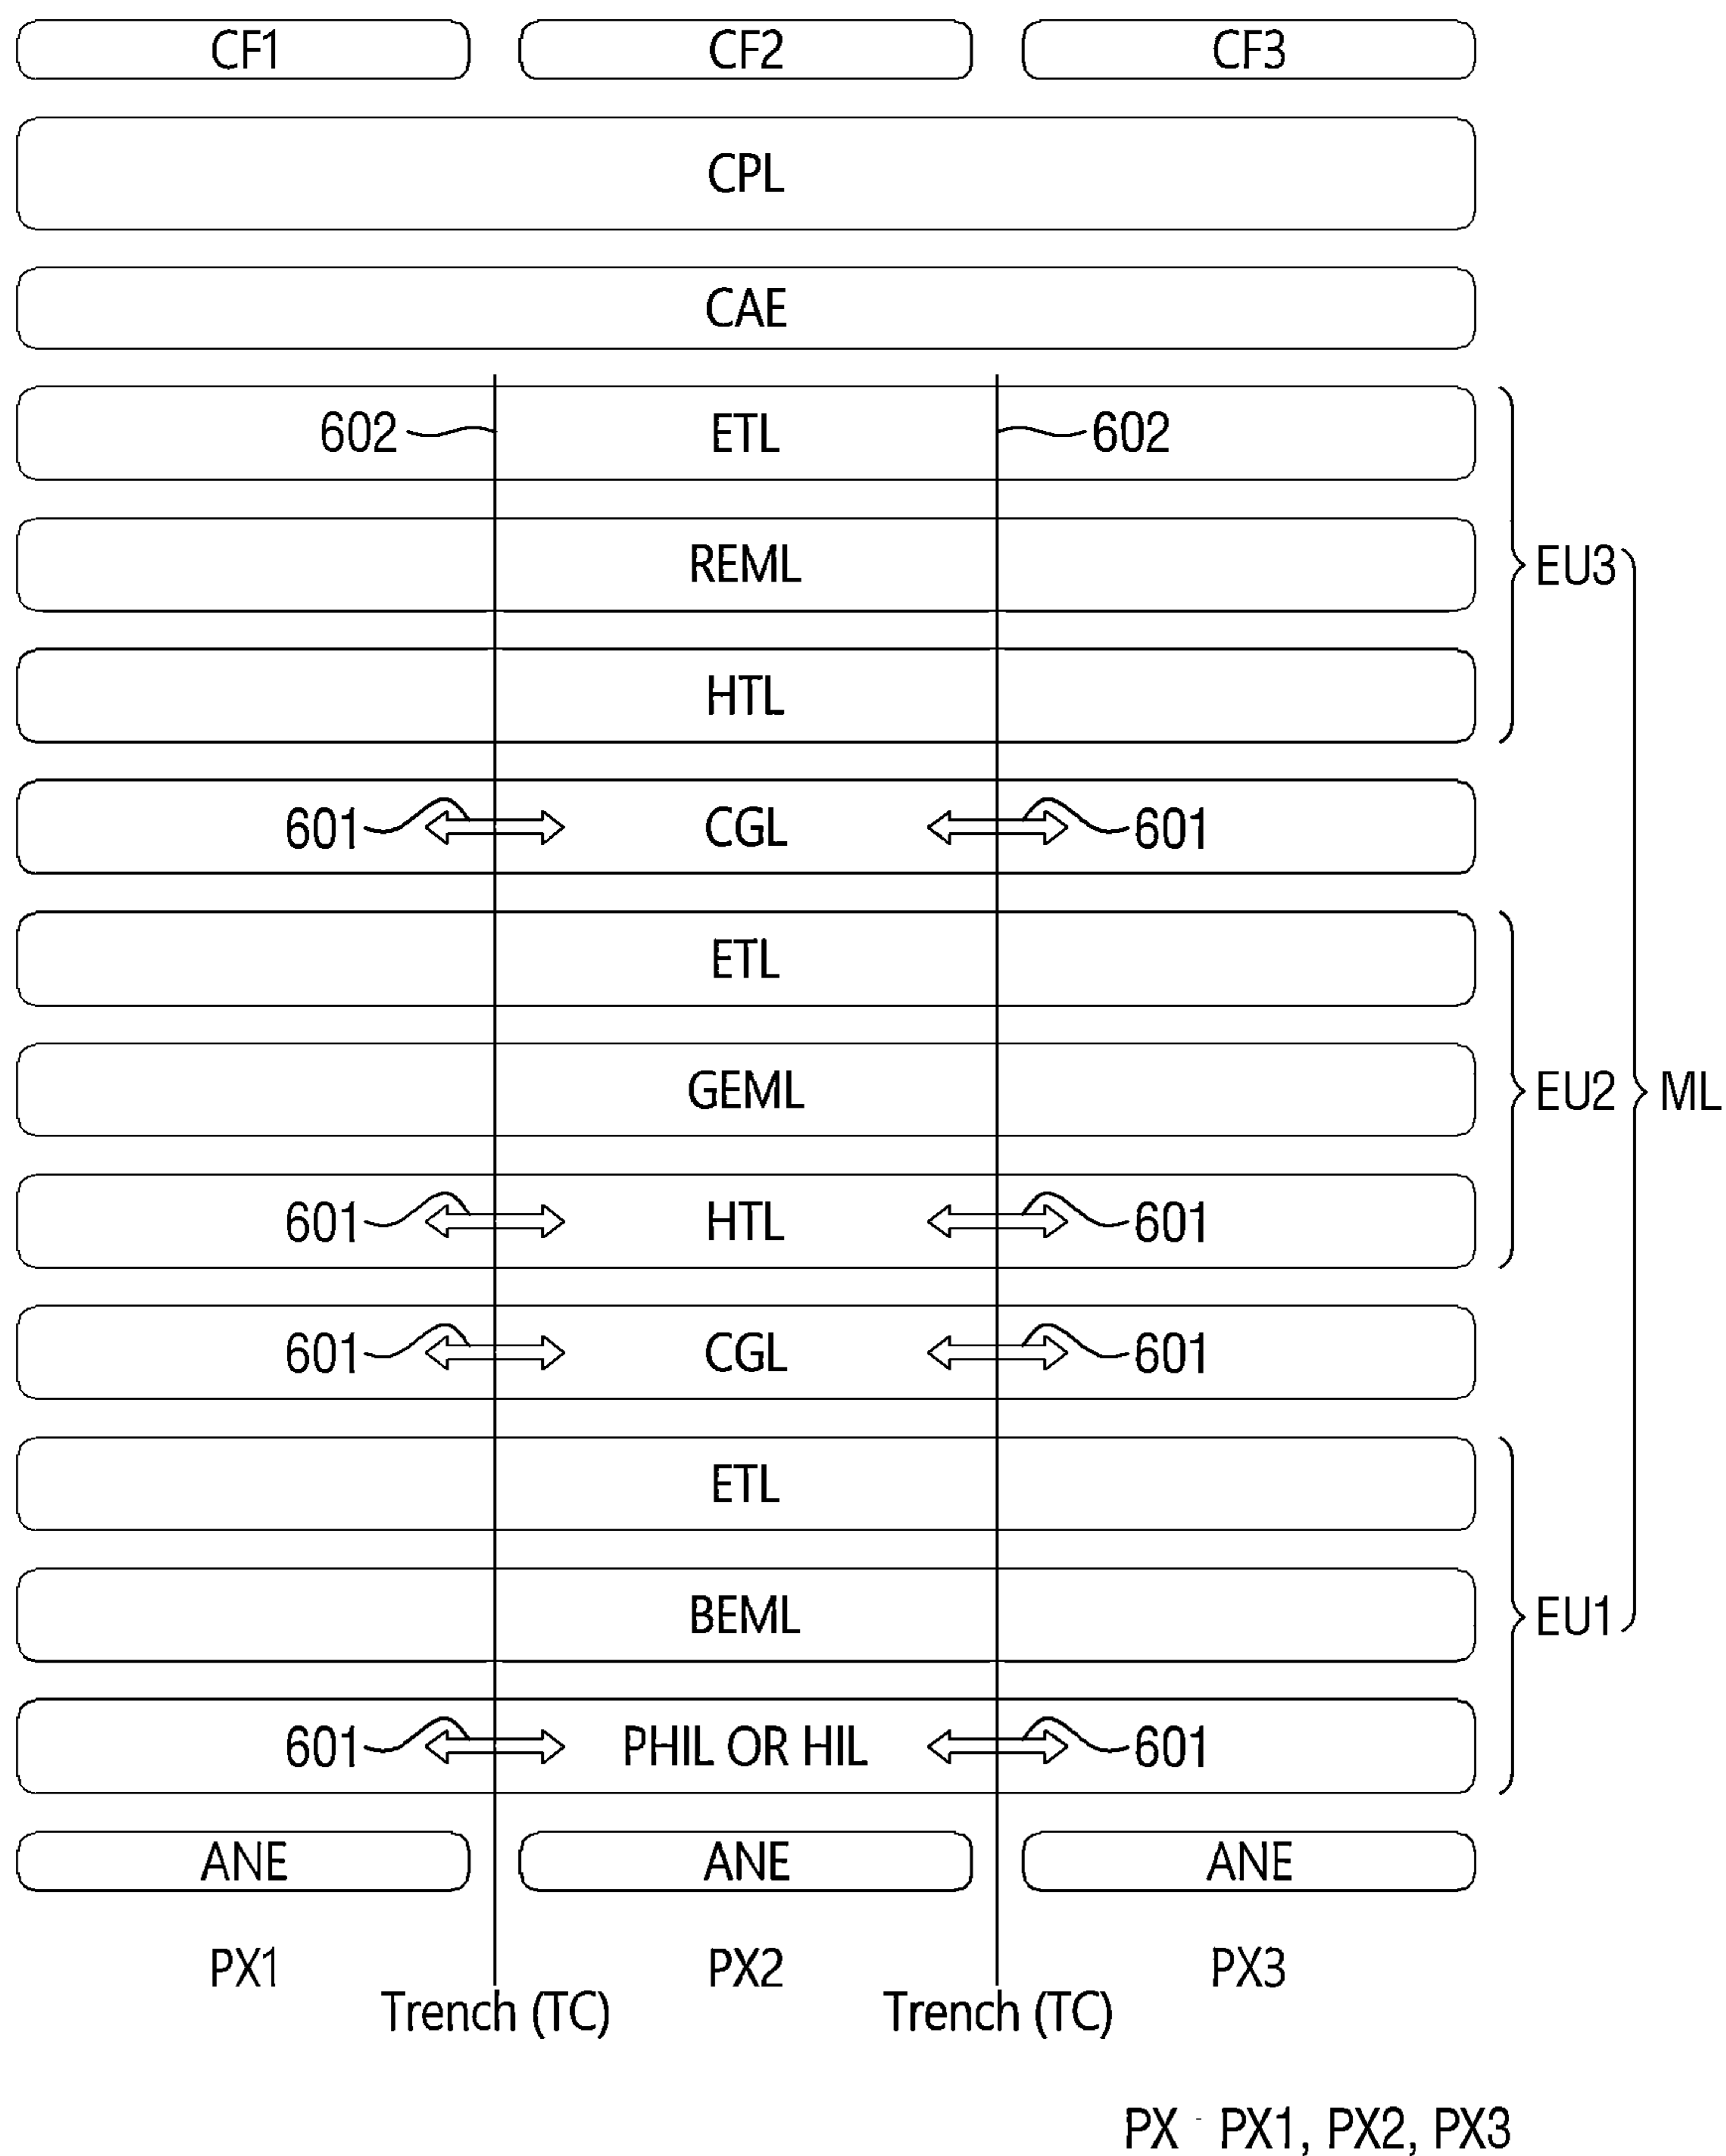 CF1 CF2 CF3
CPL
CAE
602 ETL 602
REML EU3
HTL
601 CGL 601
ETL
GEML EU2 ML
601 HTL 601
601 CGL 601
ETL
BEML EU1
601 PHIL OR HIL 601
ANE ANE ANE
PX1 PX2 PX3
Trench (TC) Trench (TC)
PX : PX1, PX2, PX3